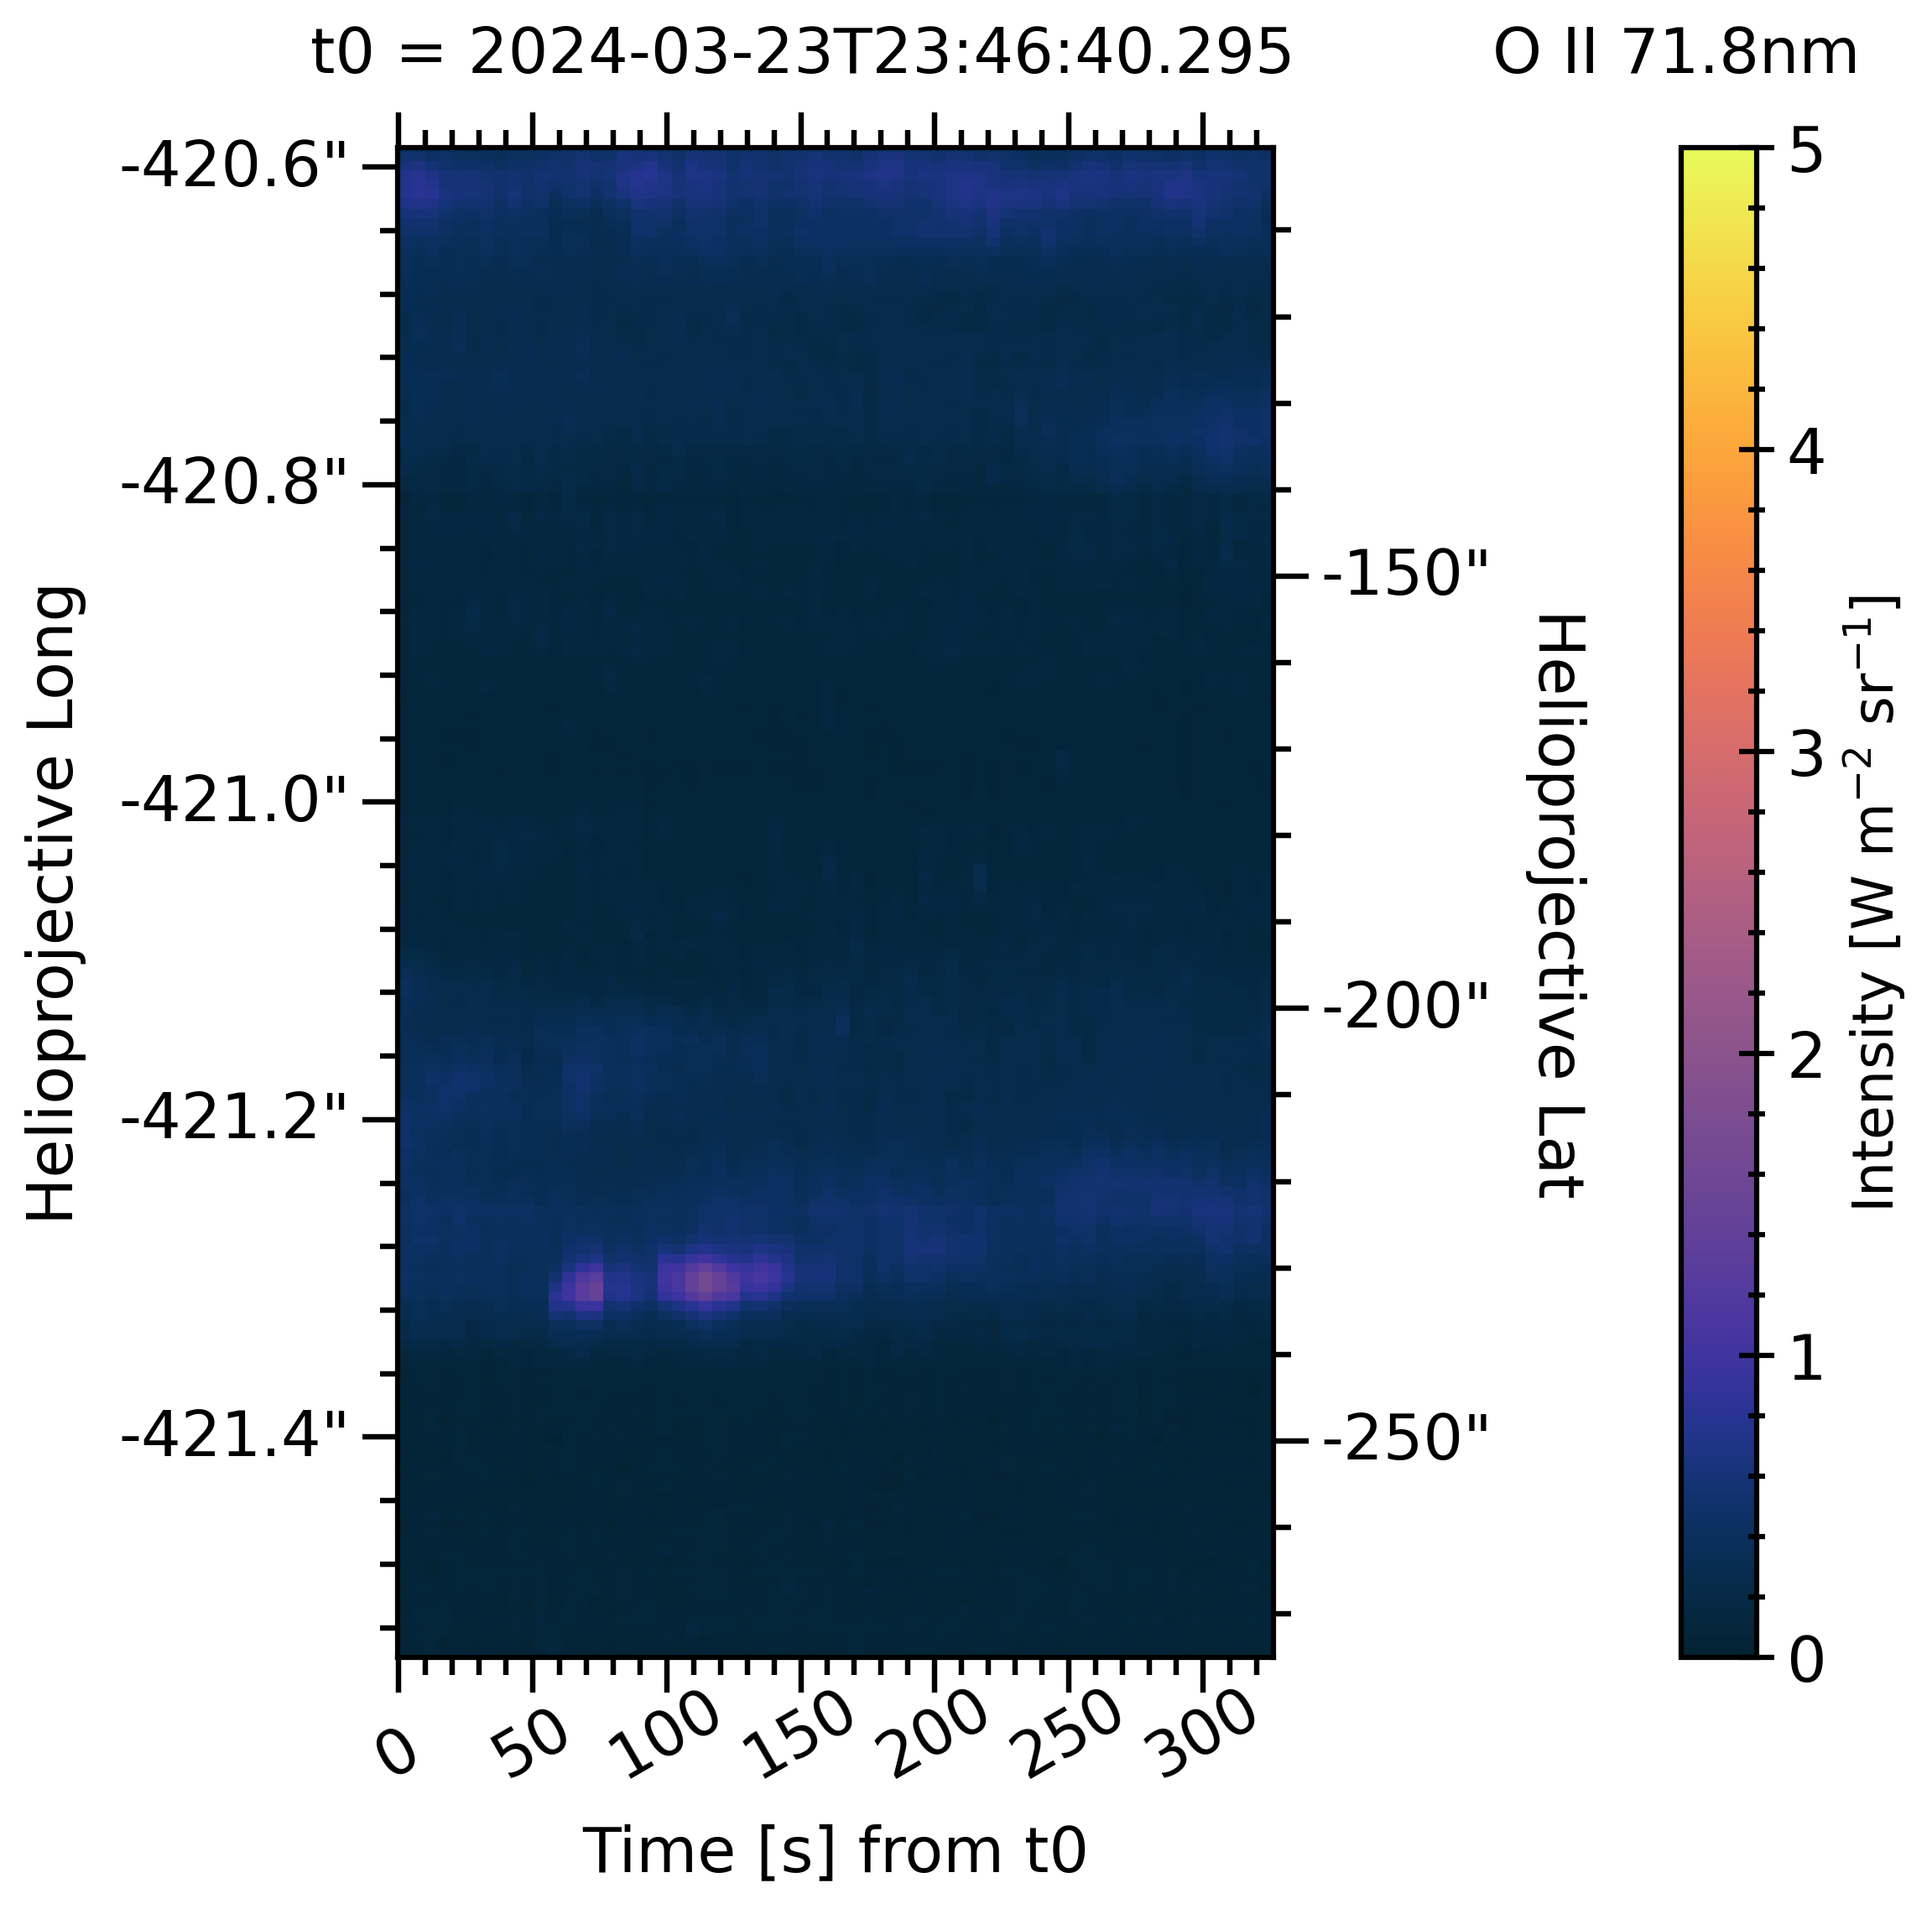 t0 = 2024-03-23T23:46:40.295
O II 71.8nm
Helioprojective Long
-420.6"
-420.8"
-421.0"
-421.2"
-421.4"
-150"
-200"
-250"
Helioprojective Lat
5
4
3
2
1
0
Intensity [W m⁻² sr⁻¹]
0 50 100 150 200 250 300
Time [s] from t0